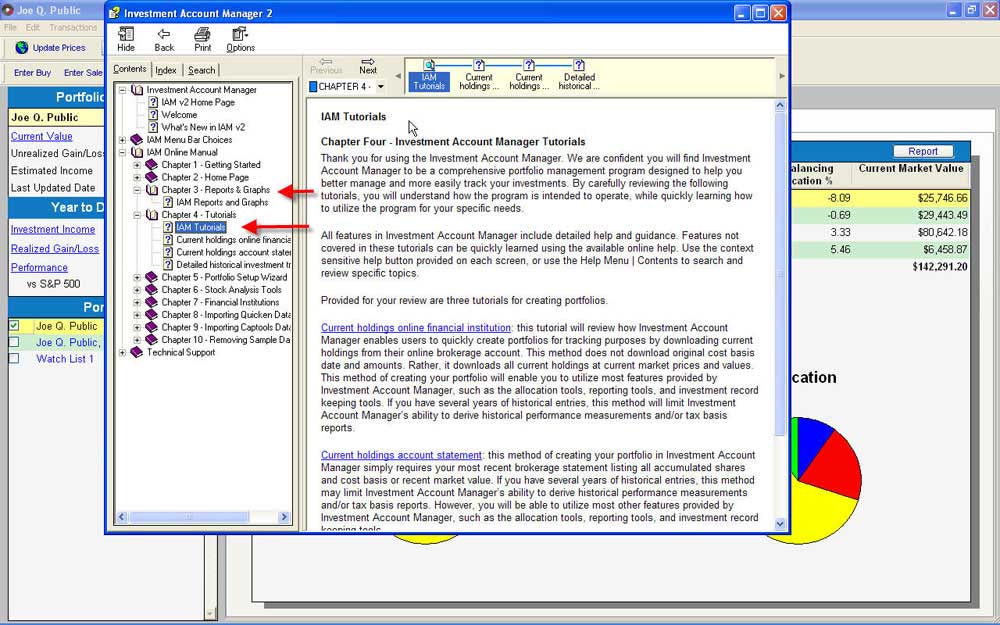 Joe Q. Public
File Edit Transactions
Update Prices
Enter Buy Enter Sale
Portfolio
Joe Q. Public
Current Value
Unrealized Gain/Loss
Estimated Income
Last Updated Date
Year to D
Investment Income
Realized Gain/Loss
Performance
vs S&P 500
Por
Joe Q. Public
Joe Q. Public,
Watch List 1
Investment Account Manager 2
Hide Back Print Options
Contents Index Search
Investment Account Manager
IAM v2 Home Page
Welcome
What's New in IAM v2
IAM Menu Bar Choices
IAM Online Manual
Chapter 1 - Getting Started
Chapter 2 - Home Page
Chapter 3 - Reports & Graphs
IAM Reports and Graphs
Chapter 4 - Tutorials
IAM Tutorials
Current holdings online financia
Current holdings account stater
Detailed historical investment tr
Chapter 5 - Portfolio Setup Wizard
Chapter 6 - Stock Analysis Tools
Chapter 7 - Financial Institutions
Chapter 8 - Importing Quicken Data
Chapter 9 - Importing Captools Data
Chapter 10 - Removing Sample Da
Technical Support
Previous Next
CHAPTER 4 -
IAM Tutorials
Current holdings ...
Current holdings ...
Detailed historical ...
IAM Tutorials
Chapter Four - Investment Account Manager Tutorials
Thank you for using the Investment Account Manager. We are confident you will find Investment
Account Manager to be a comprehensive portfolio management program designed to help you
better manage and more easily track your investments. By carefully reviewing the following
tutorials, you will understand how the program is intended to operate, while quickly learning how
to utilize the program for your specific needs.
All features in Investment Account Manager include detailed help and guidance. Features not
covered in these tutorials can be quickly learned using the available online help. Use the context
sensitive help button provided on each screen, or use the Help Menu | Contents to search and
review specific topics.
Provided for your review are three tutorials for creating portfolios.
Current holdings online financial institution: this tutorial will review how Investment Account
Manager enables users to quickly create portfolios for tracking purposes by downloading current
holdings from their online brokerage account. This method does not download original cost basis
date and amounts. Rather, it downloads all current holdings at current market prices and values.
This method of creating your portfolio will enable you to utilize most features provided by
Investment Account Manager, such as the allocation tools, reporting tools, and investment record
keeping tools. If you have several years of historical entries, this method will limit Investment
Account Manager's ability to derive historical performance measurements and/or tax basis
reports.
Current holdings account statement: this method of creating your portfolio in Investment Account
Manager simply requires your most recent brokerage statement listing all accumulated shares
and cost basis or recent market value. If you have several years of historical entries, this method
may limit Investment Account Manager's ability to derive historical performance measurements
and/or tax basis reports. However, you will be able to utilize most other features provided by
Investment Account Manager, such as the allocation tools, reporting tools, and investment record
keeping tools.
Report
alancing Current Market Value
cation %
-8.09 $25,746.66
-0.69 $29,443.49
3.33 $80,642.18
5.46 $6,458.87
$142,291.20
cation